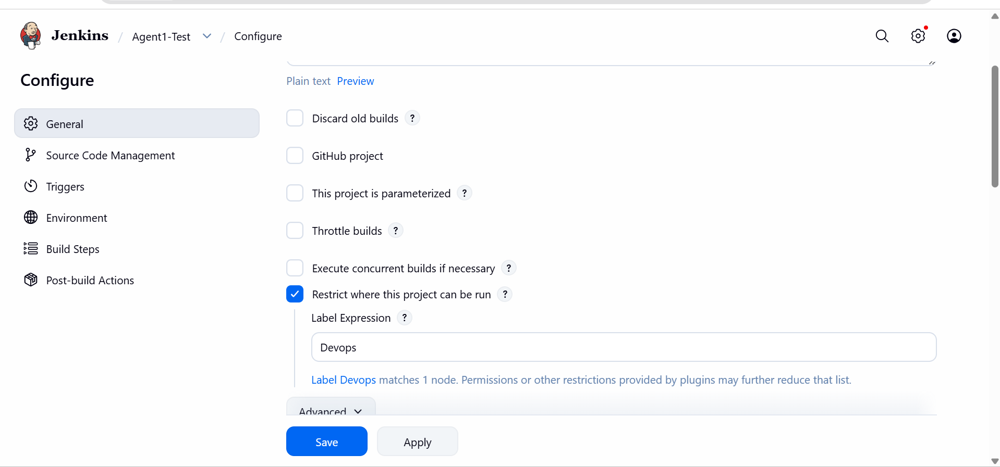 Jenkins / Agent1-Test / Configure
Configure
General
Source Code Management
Triggers
Environment
Build Steps
Post-build Actions
Plain text Preview
Discard old builds ?
GitHub project
This project is parameterized ?
Throttle builds ?
Execute concurrent builds if necessary ?
Restrict where this project can be run ?
Label Expression ?
Devops
Label Devops matches 1 node. Permissions or other restrictions provided by plugins may further reduce that list.
Advanced
Save Apply